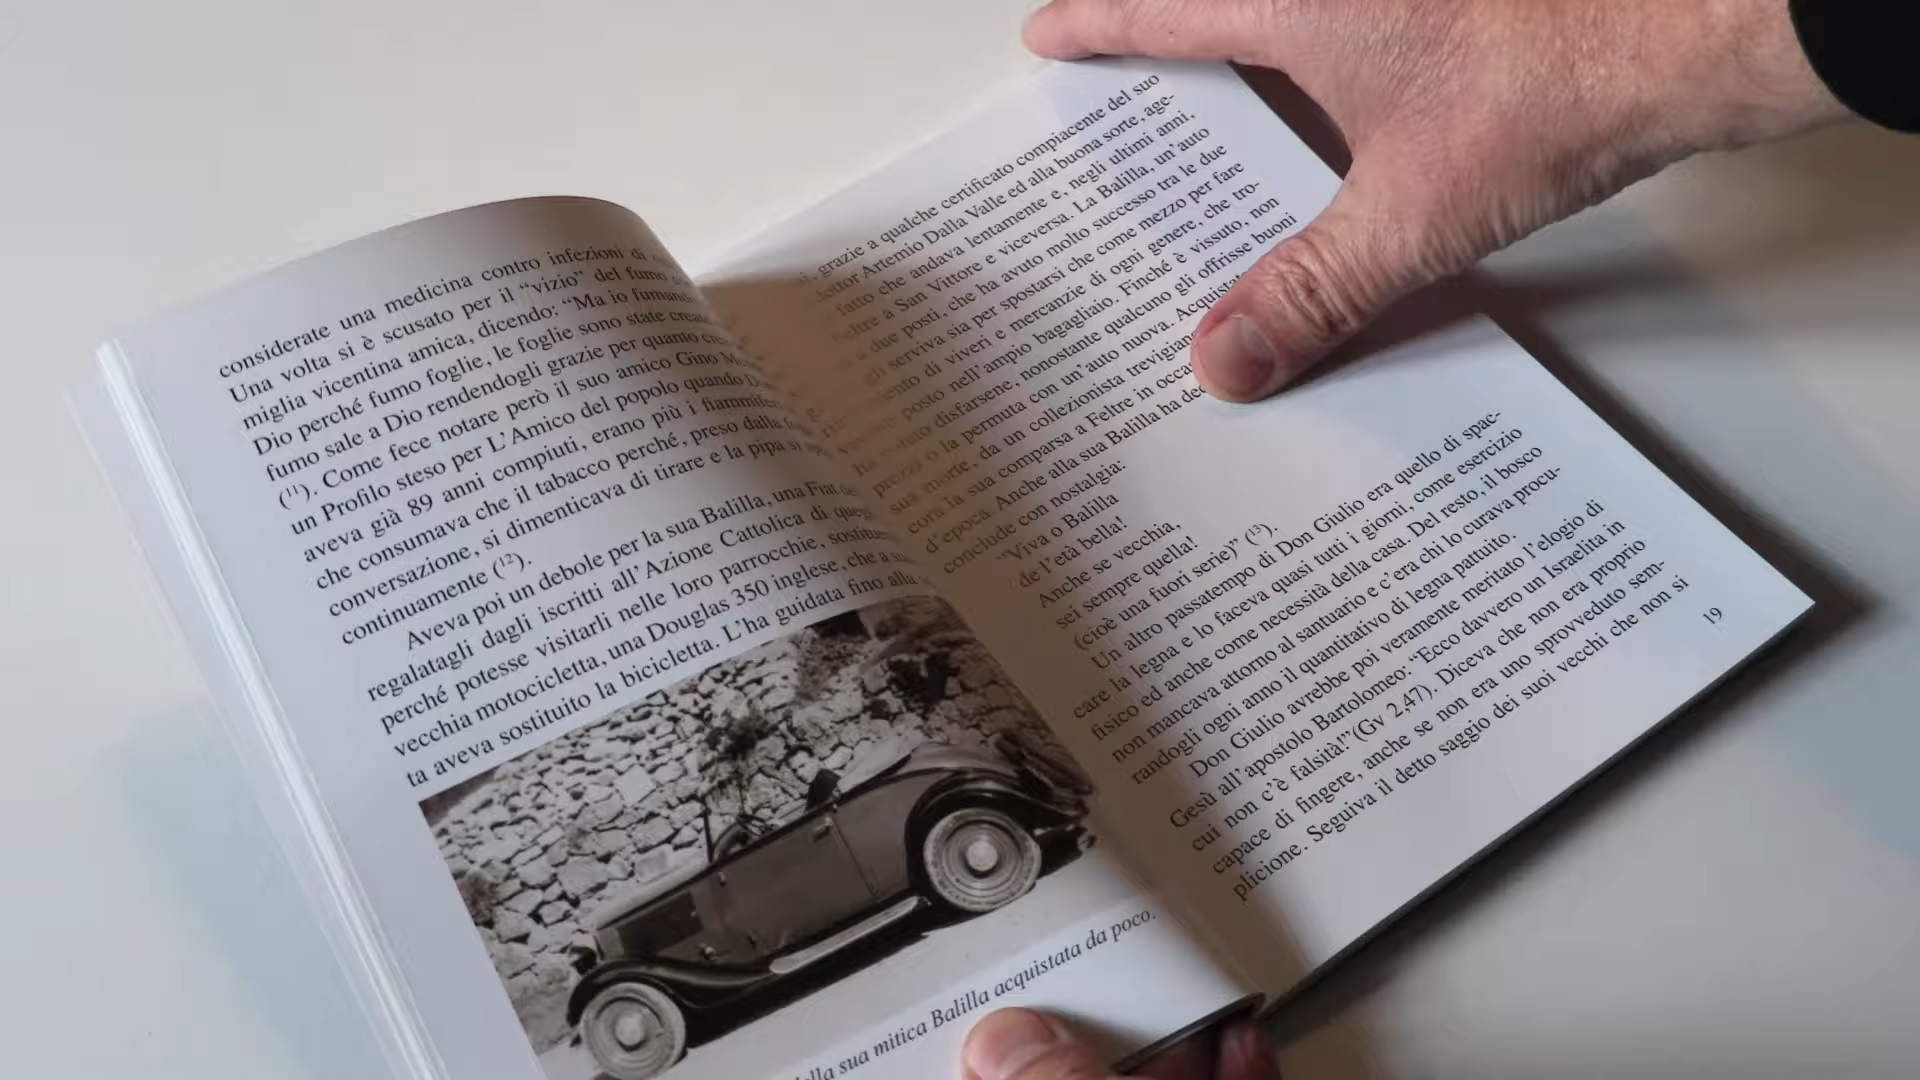 considerate una medicina contro infezioni di
Una volta si è scusato per il “vizio” del fumo
miglia vicentina amica, dicendo: “Ma io fumando
Dio perché fumo foglie, le foglie sono state create
fumo sale a Dio rendendogli grazie per quanto
(¹¹). Come fece notare però il suo amico Gino
un Profilo steso per L’Amico del popolo quando
aveva già 89 anni compiuti, erano più i fiammiferi
che consumava che il tabacco perché, preso dalla
conversazione, si dimenticava di tirare e la pipa si
continuamente (¹²).
Aveva poi un debole per la sua Balilla, una Fiat
regalatagli dagli iscritti all’Azione Cattolica di
perché potesse visitarli nelle loro parrocchie,
vecchia motocicletta, una Douglas 350 inglese, che a
ta aveva sostituito la bicicletta. L’ha guidata fino alla
della sua mitica Balilla acquistata da poco.
grazie a qualche certificato compiacente del suo
dottor Artemio Dalla Valle ed alla buona sorte, age-
fatto che andava lentamente e, negli ultimi anni,
a San Vittore e viceversa. La Balilla, un’auto
a due posti, che ha avuto molto successo tra le due
gli serviva sia per spostarsi che come mezzo per fare
di viveri e mercanzie di ogni genere, che tro-
posto nell’ampio bagagliaio. Finché è vissuto, non
ha voluto disfarsene, nonostante qualcuno gli offrisse buoni
prezzi o la permuta con un’auto nuova.
sua morte, da un collezionista
cora la sua comparsa a Feltre in
d’epoca. Anche alla sua Balilla ha
conclude con nostalgia:
“Viva o Balilla
de l’età bella!
Anche se vecchia,
sei sempre quella!
(cioè una fuori serie)” (¹³).
Un altro passatempo di Don Giulio era quello di spac-
care la legna e lo faceva quasi tutti i giorni, come esercizio
fisico ed anche come necessità della casa. Del resto, il bosco
non mancava attorno al santuario e c’era chi lo curava procu-
randogli ogni anno il quantitativo di legna pattuito.
Don Giulio avrebbe poi veramente meritato l’elogio di
Gesù all’apostolo Bartolomeo: “Ecco davvero un Israelita in
cui non c’è falsità!” (Gv 2,47). Diceva che non era proprio
capace di fingere, anche se non era uno sprovveduto sem-
plicione. Seguiva il detto saggio dei suoi vecchi che non si
19